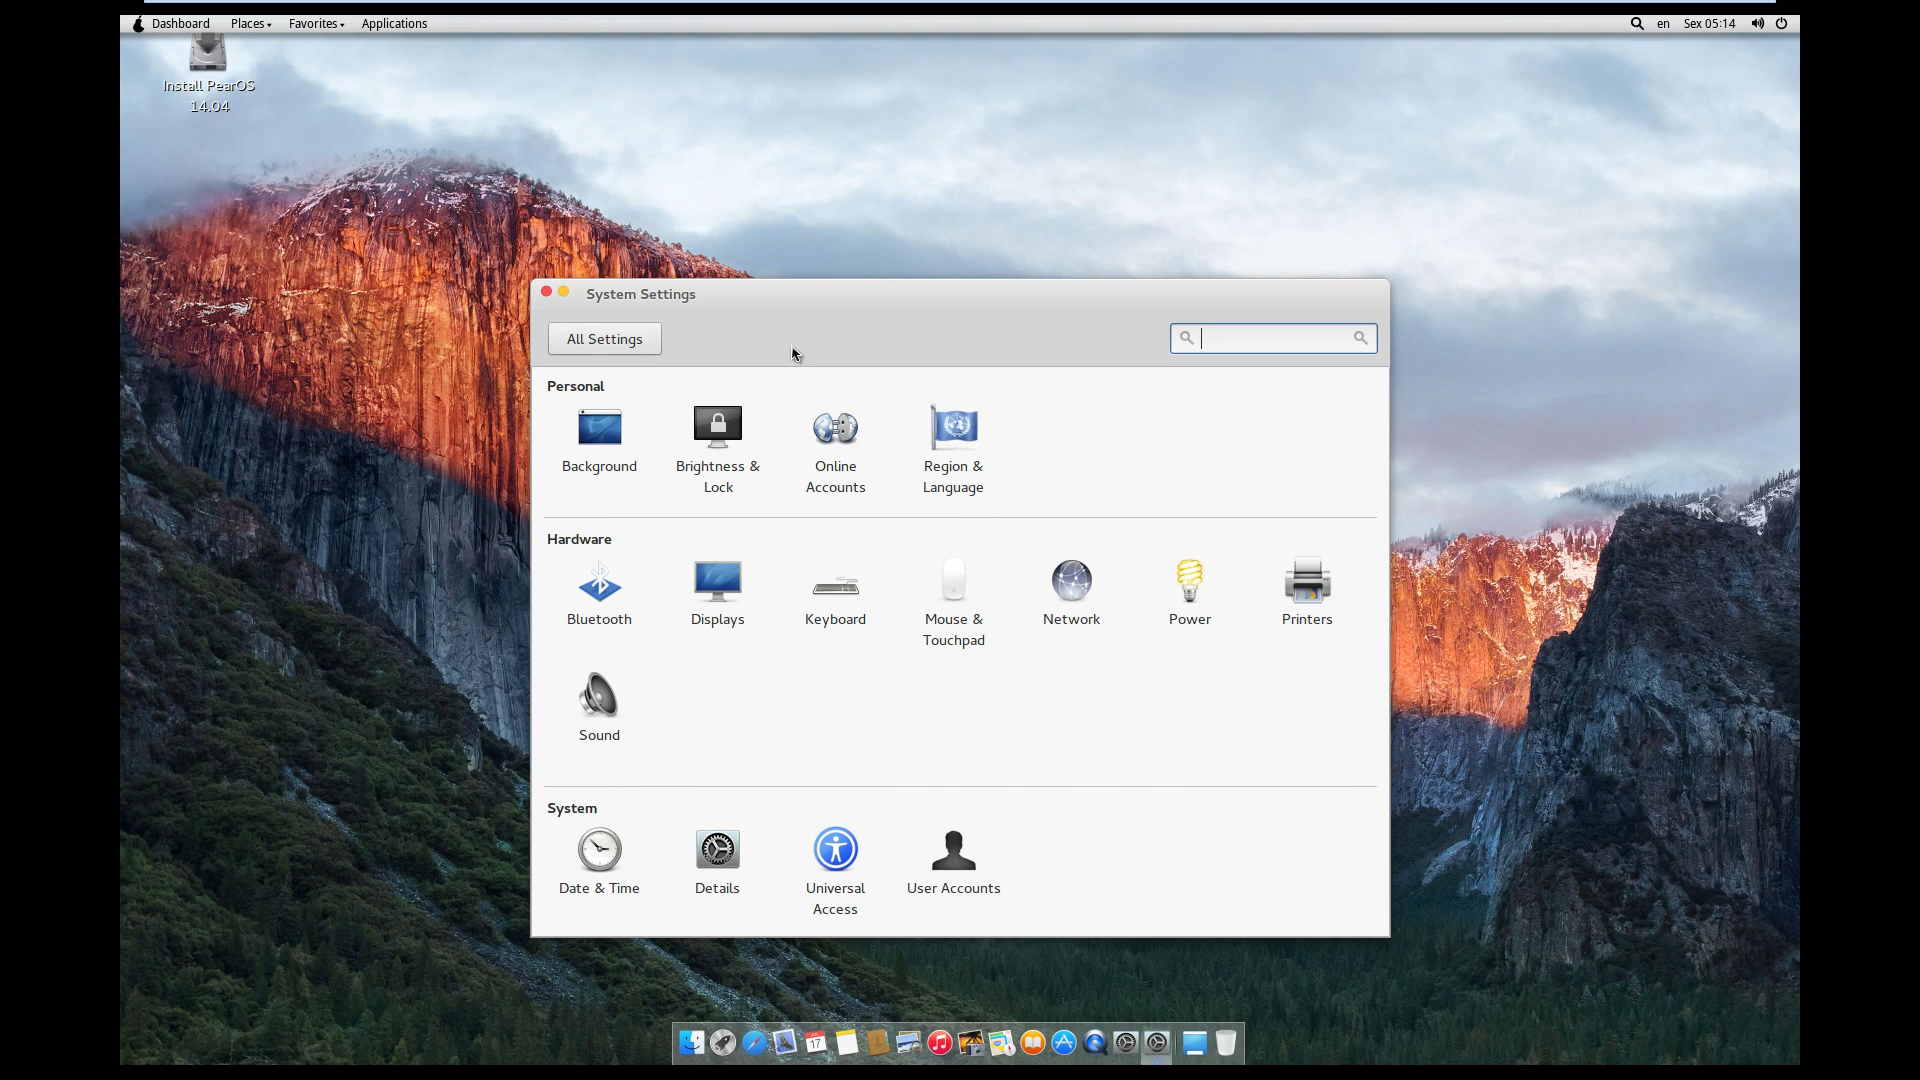 Dashboard Places Favorites Applications en Sex 05:14
Install PearOS
14.04
System Settings
All Settings
Personal
Background
Brightness &
Lock
Online
Accounts
Region &
Language
Hardware
Bluetooth
Displays
Keyboard
Mouse &
Touchpad
Network
Power
Printers
Sound
System
Date & Time
Details
Universal
Access
User Accounts
17